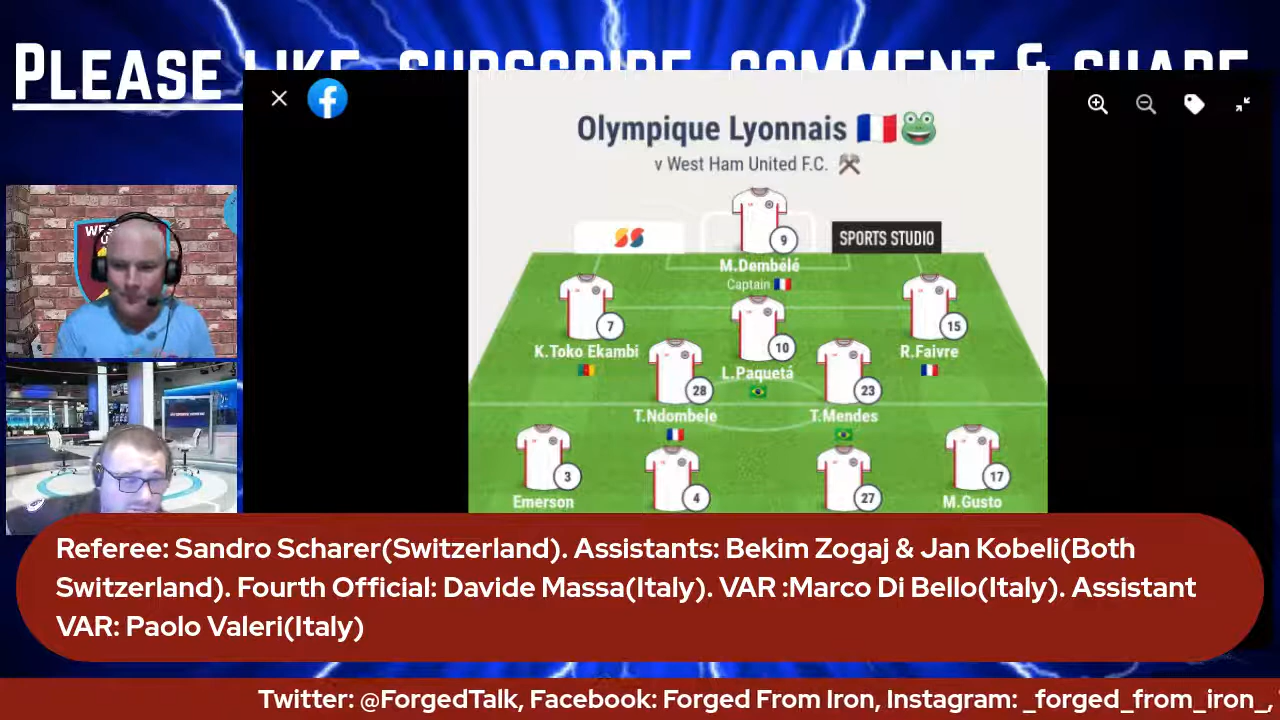 PLEASE LIKE, SUBSCRIBE, COMMENT & SHARE
Olympique Lyonnais
v West Ham United F.C.
9
SPORTS STUDIO
M.Dembélé
Captain
7
10
15
K.Toko Ekambi
L.Paquetá
R.Faivre
28
23
T.Ndombele
T.Mendes
3
4
27
17
Emerson
M.Gusto
Referee: Sandro Scharer(Switzerland). Assistants: Bekim Zogaj & Jan Kobeli(Both
Switzerland). Fourth Official: Davide Massa(Italy). VAR :Marco Di Bello(Italy). Assistant
VAR: Paolo Valeri(Italy)
Twitter: @ForgedTalk, Facebook: Forged From Iron, Instagram: _forged_from_iron_,